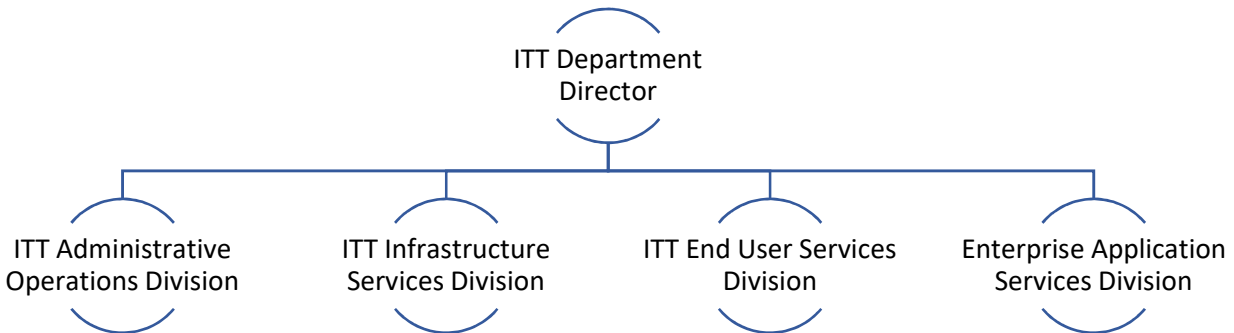 ITT Department
Director
ITT Administrative
Operations Division
ITT Infrastructure
Services Division
ITT End User Services
Division
Enterprise Application
Services Division